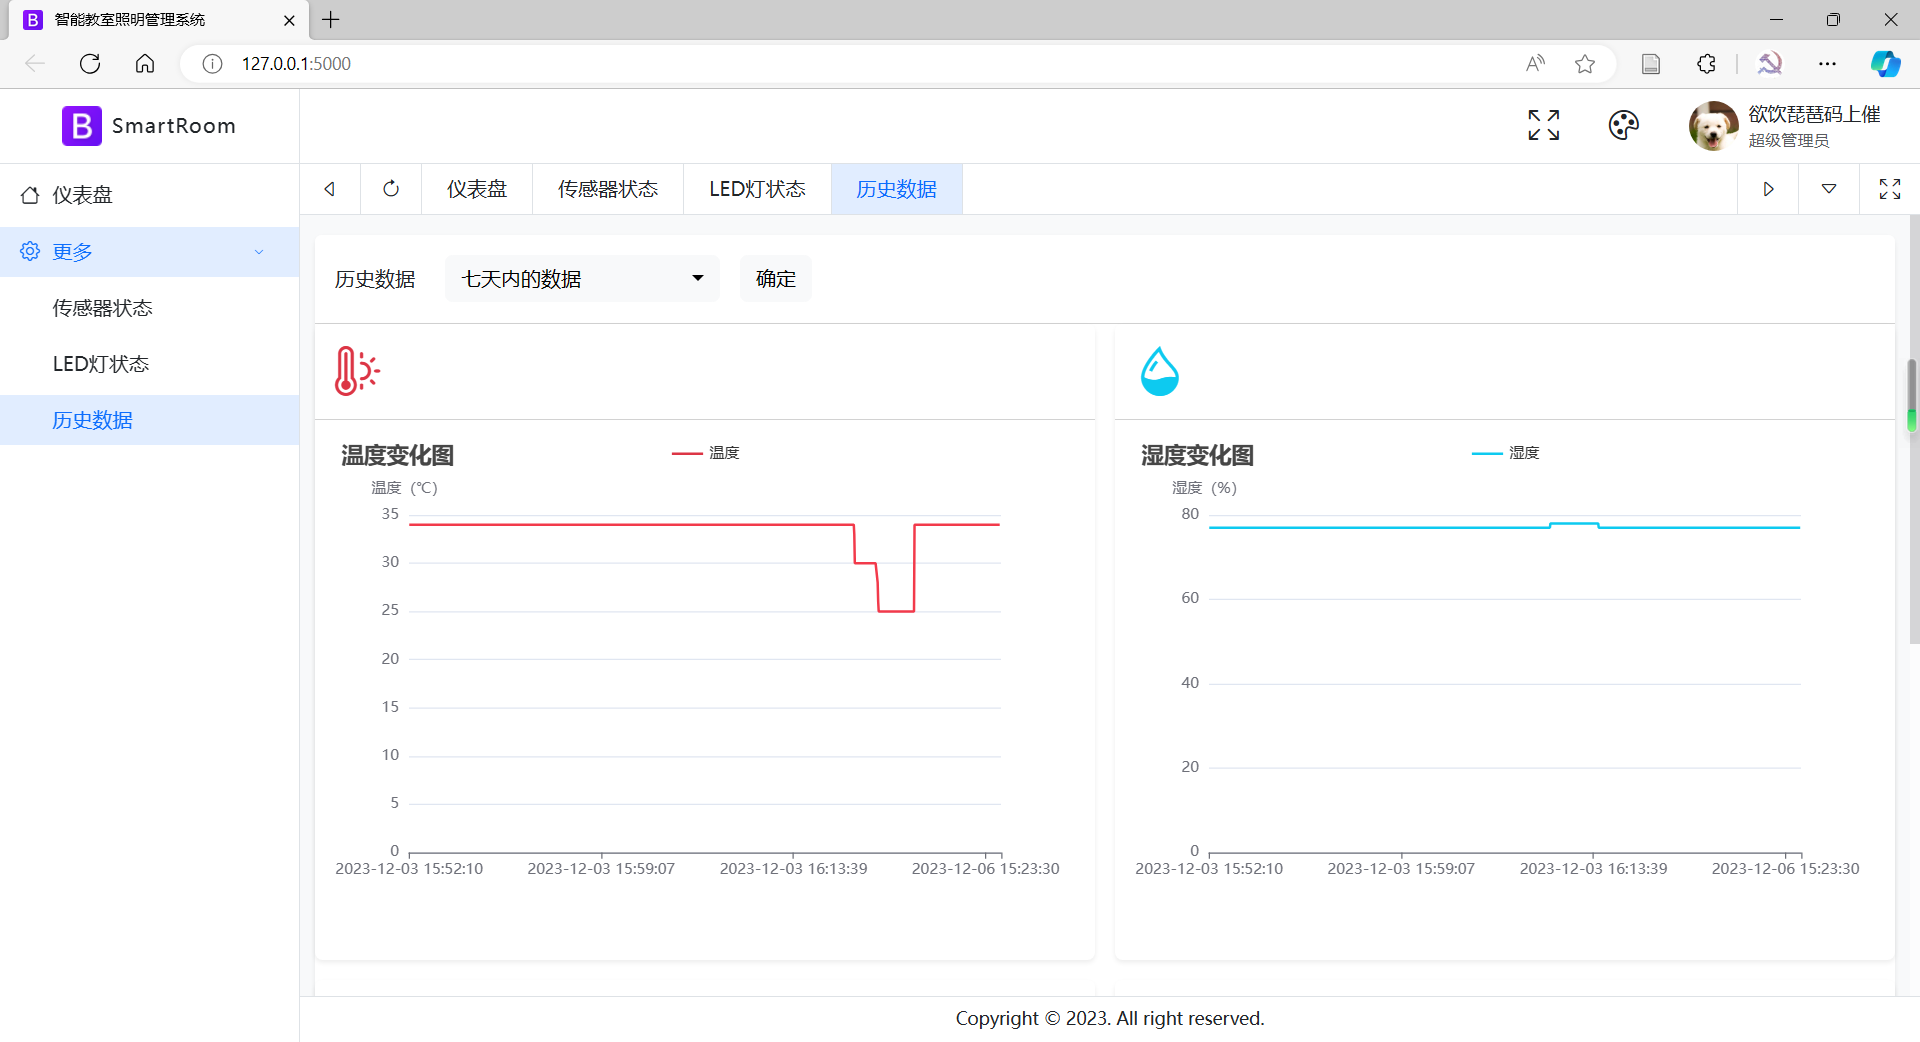 智能教室照明管理系统
127.0.0.1:5000
SmartRoom
欲饮琵琶码上催
超级管理员
仪表盘
更多
传感器状态
LED灯状态
历史数据
仪表盘 传感器状态 LED灯状态 历史数据
历史数据 七天内的数据 确定
温度变化图
温度
温度 (℃)
35
30
25
20
15
10
5
0
2023-12-03 15:52:10 2023-12-03 15:59:07 2023-12-03 16:13:39 2023-12-06 15:23:30
湿度变化图
湿度
湿度 (%)
80
60
40
20
0
2023-12-03 15:52:10 2023-12-03 15:59:07 2023-12-03 16:13:39 2023-12-06 15:23:30
Copyright © 2023. All right reserved.